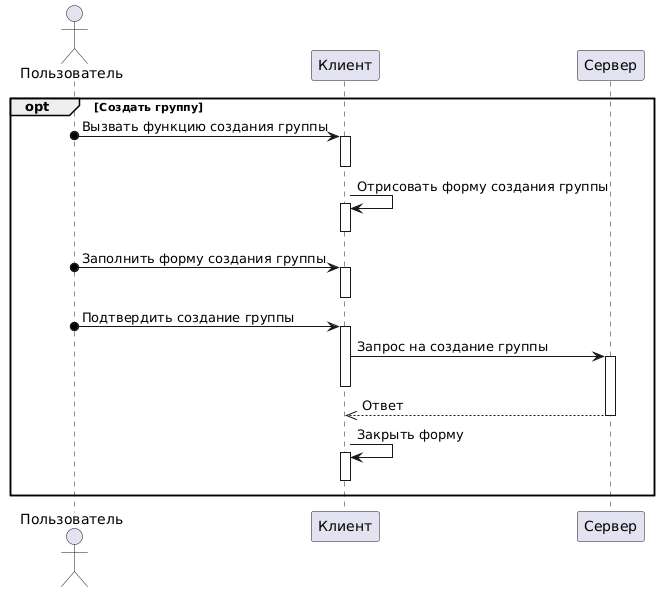 Пользователь
Клиент
Сервер
opt
[Создать группу]
Вызвать функцию создания группы
Отрисовать форму создания группы
Заполнить форму создания группы
Подтвердить создание группы
Запрос на создание группы
Ответ
Закрыть форму
Пользователь
Клиент
Сервер